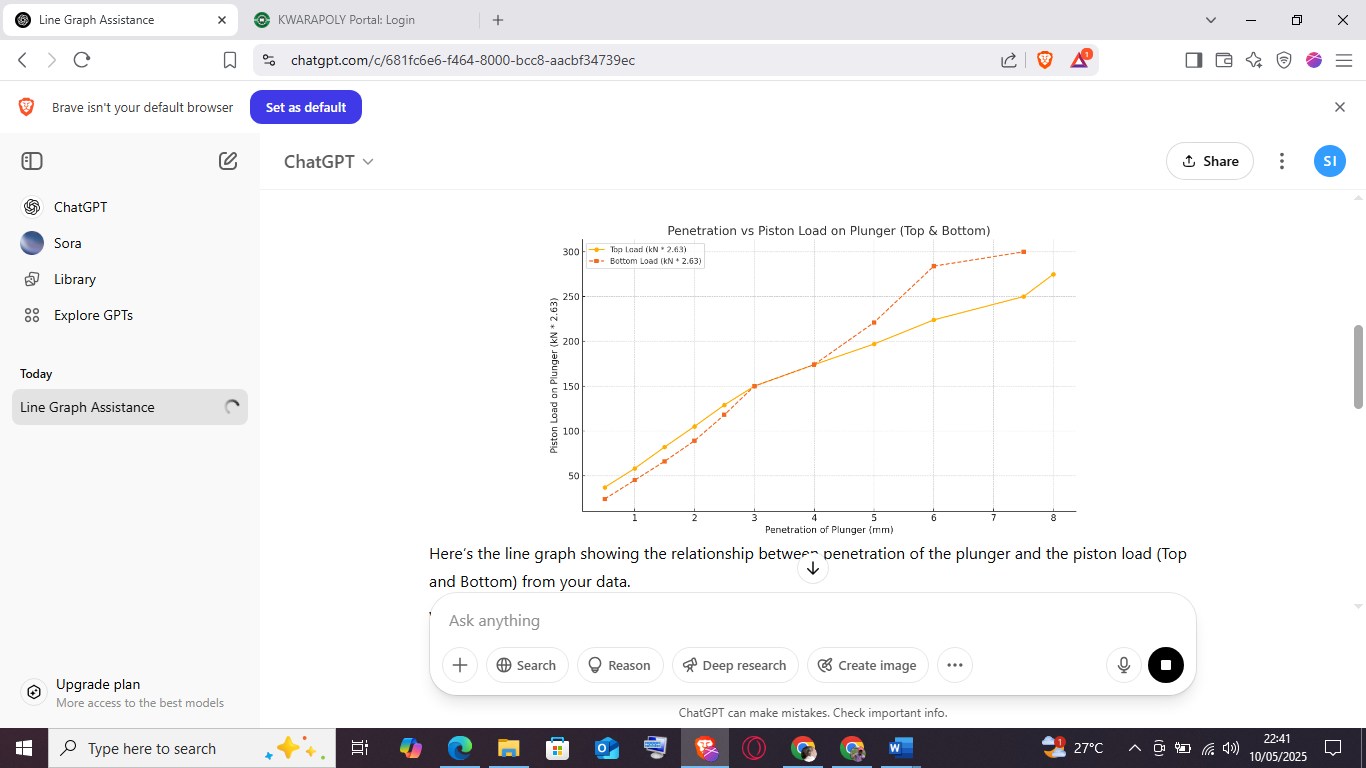 Line Graph Assistance
KWARAPOLY Portal: Login
chatgpt.com/c/681fc6e6-f464-8000-bcc8-aacbf34739ec
1
Brave isn't your default browser
Set as default
ChatGPT
Share
SI
ChatGPT
Sora
Library
Explore GPTs
Today
Line Graph Assistance
Upgrade plan
More access to the best models
Penetration vs Piston Load on Plunger (Top & Bottom)
Top Load (kN * 2.63)
Bottom Load (kN * 2.63)
Piston Load on Plunger (kN * 2.63)
300
250
200
150
100
50
1 2 3 4 5 6 7 8
Penetration of Plunger (mm)
Here's the line graph showing the relationship between penetration of the plunger and the piston load (Top
and Bottom) from your data.
Ask anything
Search
Reason
Deep research
Create image
ChatGPT can make mistakes. Check important info.
Type here to search
1
27°C
22:41
10/05/2025